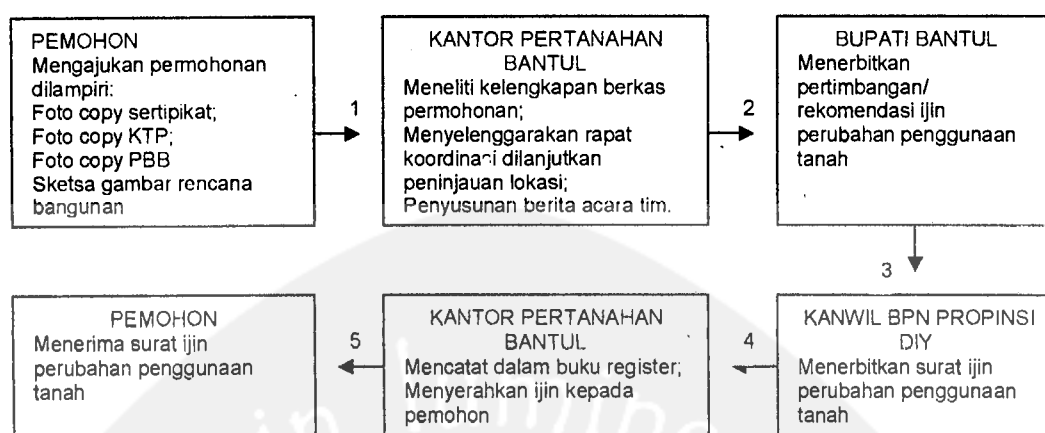 PEMOHON
Mengajukan permohonan
dilampiri:
Foto copy sertipikat;
Foto copy KTP;
Foto copy PBB
Sketsa gambar rencana
bangunan
1
KANTOR PERTANAHAN
BANTUL
Meneliti kelengkapan berkas
permohonan;
Menyelenggarakan rapat
koordinasi dilanjutkan
peninjauan lokasi;
Penyusunan berita acara tim.
2
BUPATI BANTUL
Menerbitkan
pertimbangan/
rekomendasi ijin
perubahan penggunaan
tanah
3
KANWIL BPN PROPINSI
DIY
Menerbitkan surat ijin
perubahan penggunaan
tanah
4
KANTOR PERTANAHAN
BANTUL
Mencatat dalam buku register;
Menyerahkan ijin kepada
pemohon
5
PEMOHON
Menerima surat ijin
perubahan penggunaan
tanah